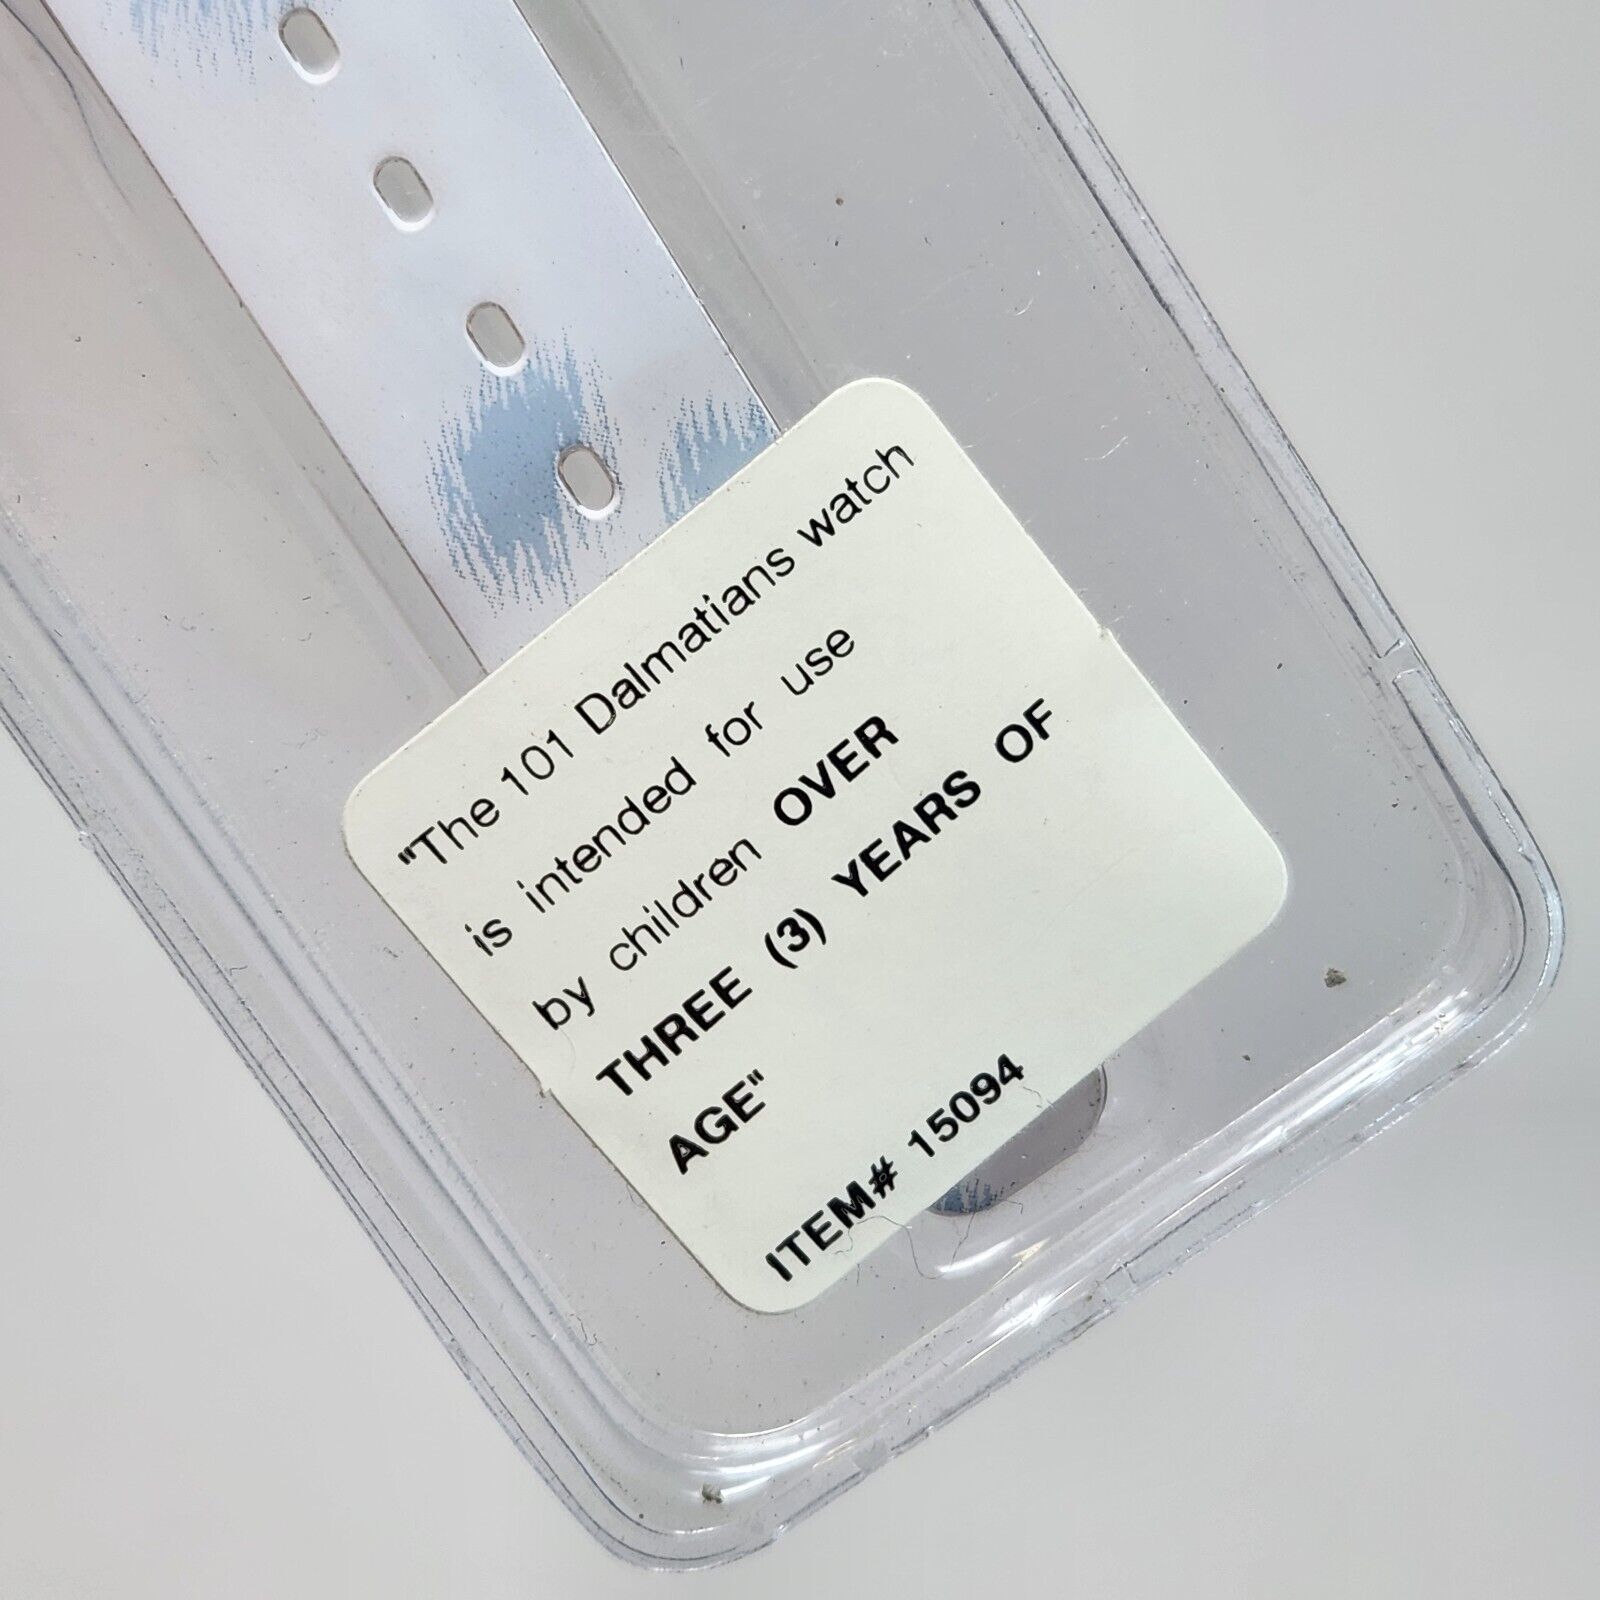 "The 101 Dalmatians watch
is intended for use
by children OVER
THREE (3) YEARS OF
AGE"
ITEM# 15094